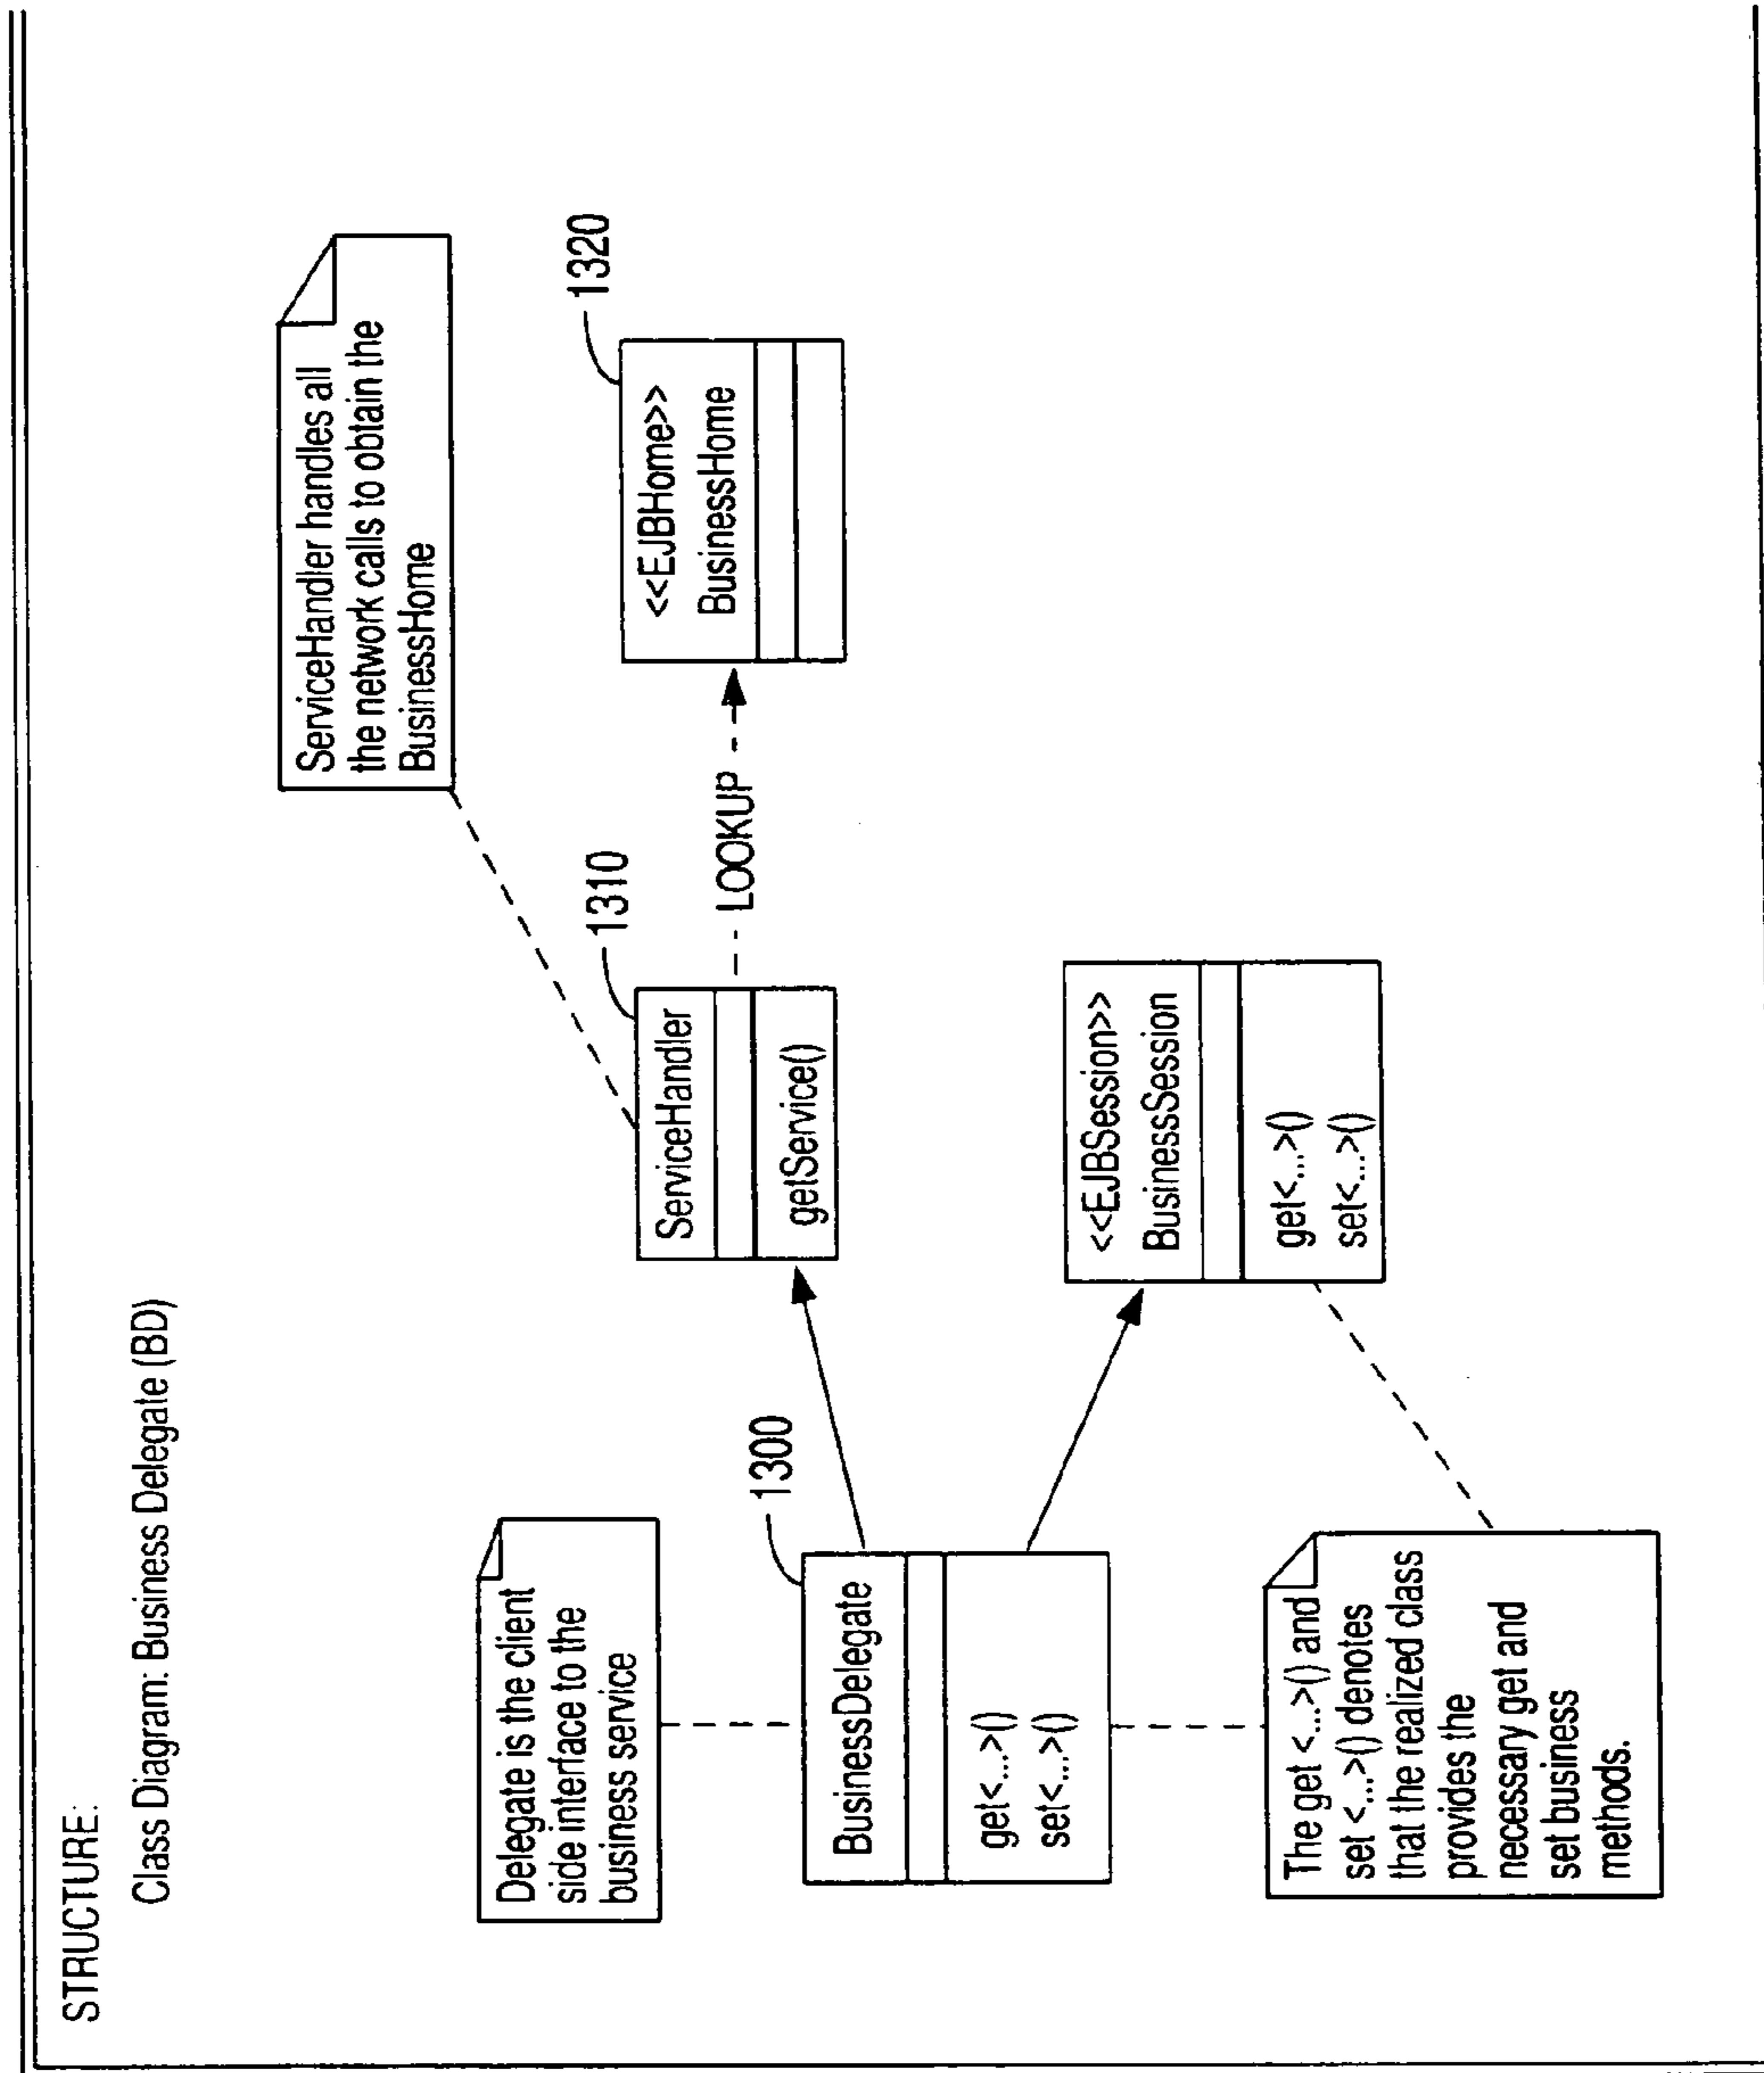 STRUCTURE:
Class Diagram: Business Delegate (BD)
Delegate is the client
side interface to the
business service
1300
BusinessDelegate
get<...>()
set<...>()
The get <...>() and
set <...>() denotes
that the realized class
provides the
necessary get and
set business
methods.
ServiceHandler handles all
the network calls to obtain the
BusinessHome
1310
ServiceHandler
getService()
LOOKUP
1320
<<EJBHome>>
BusinessHome
<<EJBSession>>
BusinessSession
get<...>()
set<...>()